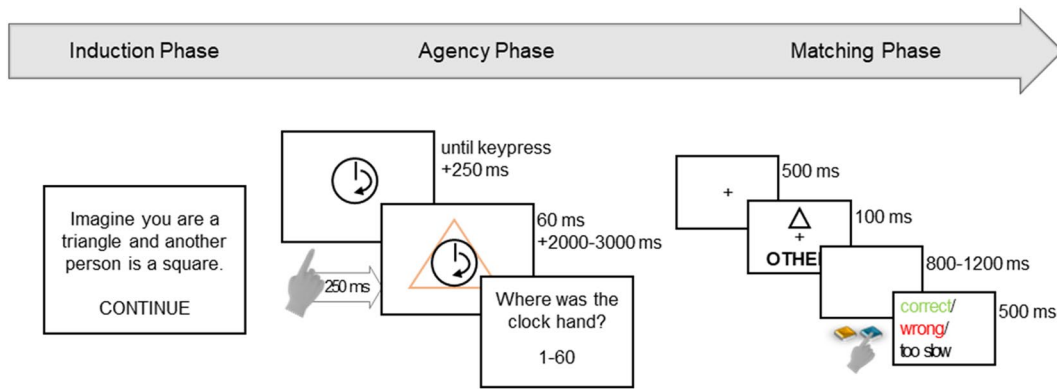 Induction Phase
Agency Phase
Matching Phase
Imagine you are a
triangle and another
person is a square.
CONTINUE
until keypress
+250 ms
250 ms
60 ms
+2000-3000 ms
Where was the
clock hand?
1-60
+
500 ms
+
OTHE
100 ms
800-1200 ms
correct/
wrong/
too slow
500 ms